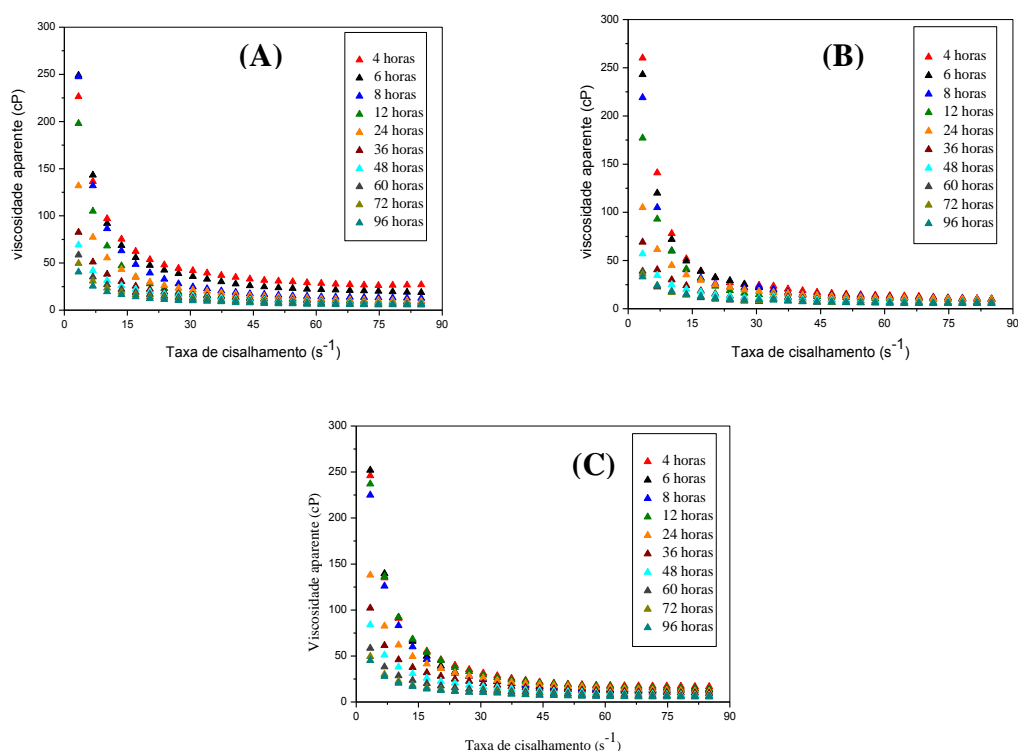 (A)
300
250
200
150
100
50
0
viscosidade aparente (cP)
0 15 30 45 60 75 90
Taxa de cisalhamento (s-1)
4 horas
6 horas
8 horas
12 horas
24 horas
36 horas
48 horas
60 horas
72 horas
96 horas
(B)
300
250
200
150
100
50
0
viscosidade aparente (cP)
0 15 30 45 60 75 90
Taxa de cisalhamento (s-1)
4 horas
6 horas
8 horas
12 horas
24 horas
36 horas
48 horas
60 horas
72 horas
96 horas
(C)
300
250
200
150
100
50
0
Viscosidade aparente (cP)
0 15 30 45 60 75 90
Taxa de cisalhamento (s-1)
4 horas
6 horas
8 horas
12 horas
24 horas
36 horas
48 horas
60 horas
72 horas
96 horas